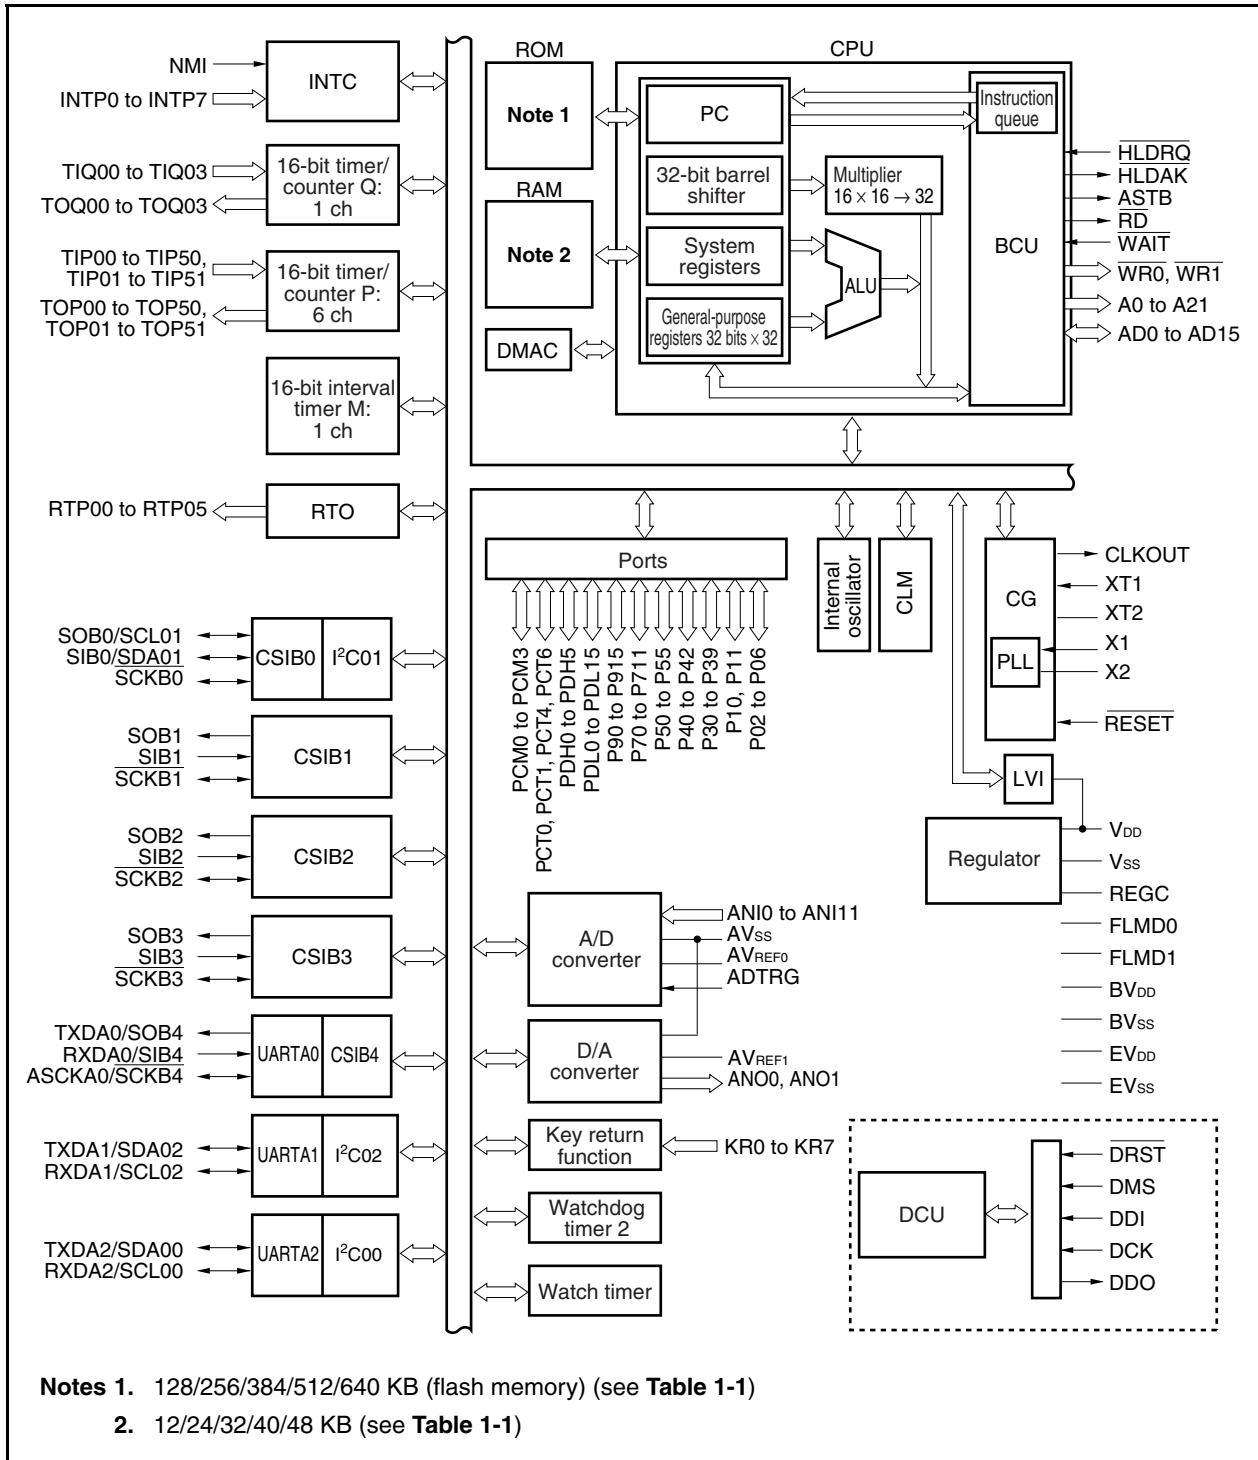 NMI
INTP0 to INTP7
INTC
TIQ00 to TIQ03
TOQ00 to TOQ03
16-bit timer/
counter Q:
1 ch
TIP00 to TIP50,
TIP01 to TIP51
TOP00 to TOP50,
TOP01 to TOP51
16-bit timer/
counter P:
6 ch
16-bit interval
timer M:
1 ch
RTP00 to RTP05
RTO
SOB0/SCL01
SIB0/SDA01
SCKB0
CSIB0
I²C01
SOB1
SIB1
SCKB1
CSIB1
SOB2
SIB2
SCKB2
CSIB2
SOB3
SIB3
SCKB3
CSIB3
TXDA0/SOB4
RXDA0/SIB4
ASCKA0/SCKB4
UARTA0
CSIB4
TXDA1/SDA02
RXDA1/SCL02
UARTA1
I²C02
TXDA2/SDA00
RXDA2/SCL00
UARTA2
I²C00
ROM
Note 1
RAM
Note 2
DMAC
CPU
PC
32-bit barrel
shifter
System
registers
General-purpose
registers 32 bits × 32
Multiplier
16 × 16 → 32
ALU
Instruction
queue
BCU
HLDRQ
HLDAK
ASTB
RD
WAIT
WR0, WR1
A0 to A21
AD0 to AD15
Ports
PCM0 to PCM3
PCT0, PCT1, PCT4, PCT6
PDH0 to PDH5
PDL0 to PDL15
P90 to P915
P70 to P711
P50 to P55
P40 to P42
P30 to P39
P10, P11
P02 to P06
Internal
oscillator
CLM
CG
PLL
CLKOUT
XT1
XT2
X1
X2
RESET
LVI
Regulator
VDD
VSS
REGC
FLMD0
FLMD1
BVDD
BVSS
EVDD
EVSS
A/D
converter
ANI0 to ANI11
AVSS
AVREF0
ADTRG
D/A
converter
AVREF1
ANO0, ANO1
Key return
function
KR0 to KR7
Watchdog
timer 2
Watch timer
DCU
DRST
DMS
DDI
DCK
DDO
Notes 1. 128/256/384/512/640 KB (flash memory) (see Table 1-1)
2. 12/24/32/40/48 KB (see Table 1-1)